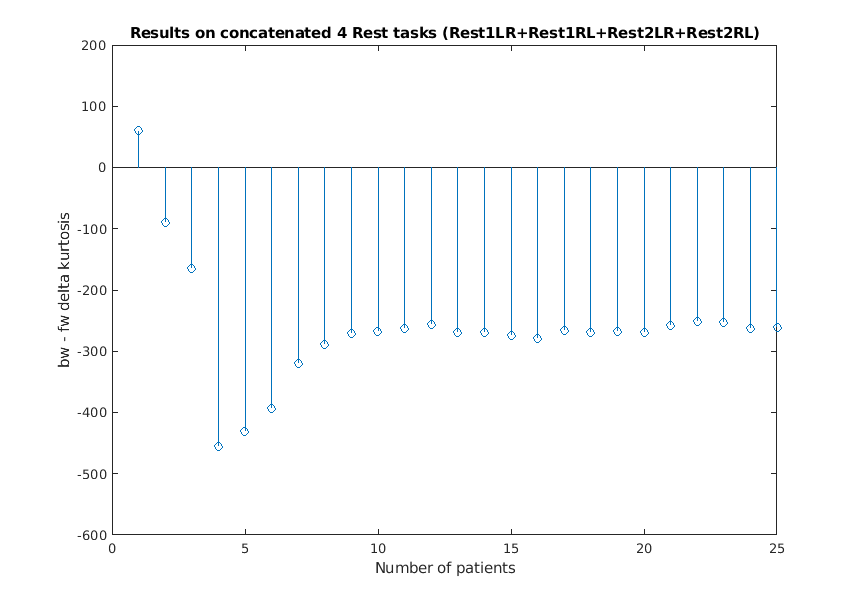 Results on concatenated 4 Rest tasks (Rest1LR+Rest1RL+Rest2LR+Rest2RL)
200
100
0
-100
-200
-300
-400
-500
-600
bw - fw delta kurtosis
0 5 10 15 20 25
Number of patients